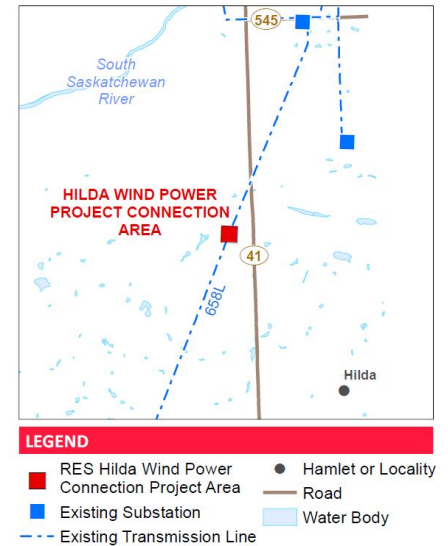 545
South
Saskatchewan
River
HILDA WIND POWER
PROJECT CONNECTION
AREA
41
658L
Hilda
LEGEND
RES Hilda Wind Power
Connection Project Area
Existing Substation
Existing Transmission Line
Hamlet or Locality
Road
Water Body